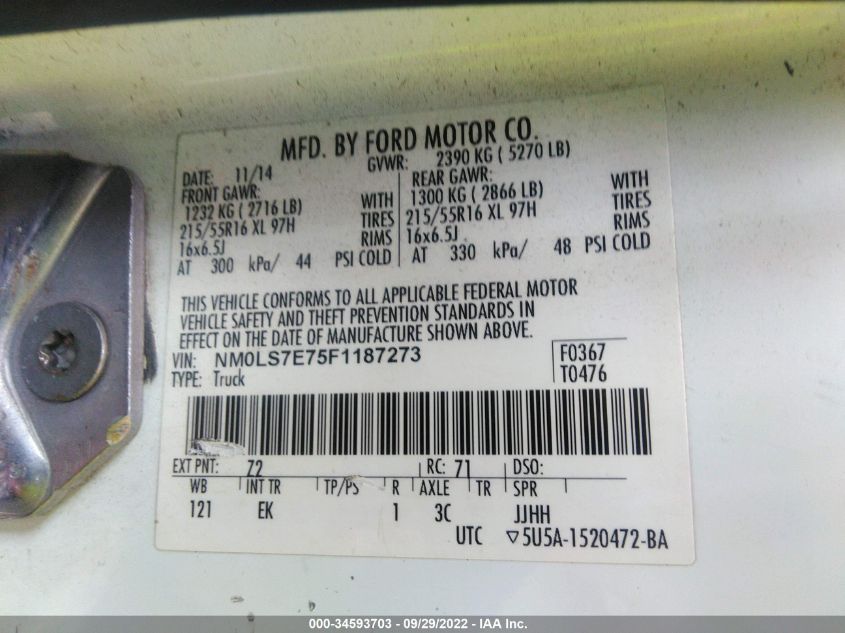 MFD. BY FORD MOTOR CO.
DATE: 11/14 GVWR: 2390 KG ( 5270 LB)
FRONT GAWR: REAR GAWR:
1232 KG ( 2716 LB) WITH 1300 KG ( 2866 LB) WITH
215/55R16 XL 97H TIRES 215/55R16 XL 97H TIRES
16x6.5J RIMS 16x6.5J RIMS
AT 300 kPa/ 44 PSI COLD AT 330 kPa/ 48 PSI COLD
THIS VEHICLE CONFORMS TO ALL APPLICABLE FEDERAL MOTOR
VEHICLE SAFETY AND THEFT PREVENTION STANDARDS IN
EFFECT ON THE DATE OF MANUFACTURE SHOWN ABOVE.
VIN: NM0LS7E75F1187273 F0367
TYPE: Truck T0476
EXT PNT: Z2 RC: 71 DSO:
WB INT TR TP/PS R AXLE TR SPR
121 EK 1 3C JJHH
UTC ▽5U5A-1520472-BA
000-34593703 - 09/29/2022 - IAA Inc.